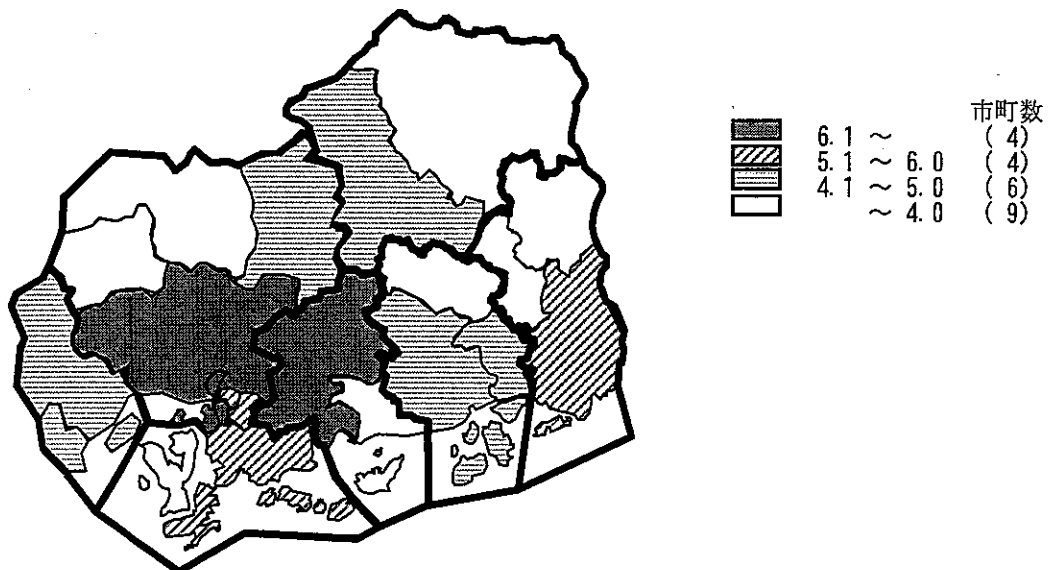 市町数
6.1 ～ ( 4)
5.1 ～ 6.0 ( 4)
4.1 ～ 5.0 ( 6)
～ 4.0 ( 9)